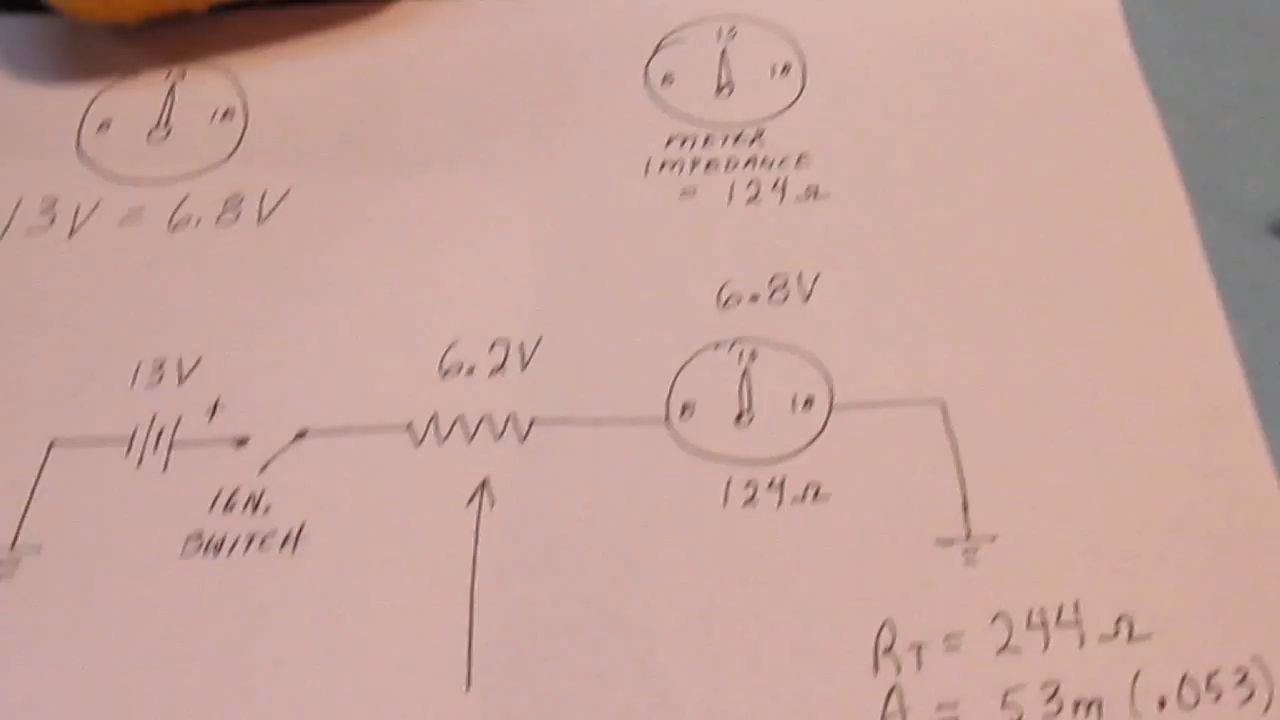 13V = 6.8V
METER
IMPEDANCE
= 124Ω
6.8V
13V
6.2V
+
IGN.
SWITCH
124Ω
RT = 244Ω
A = 53m (.053)